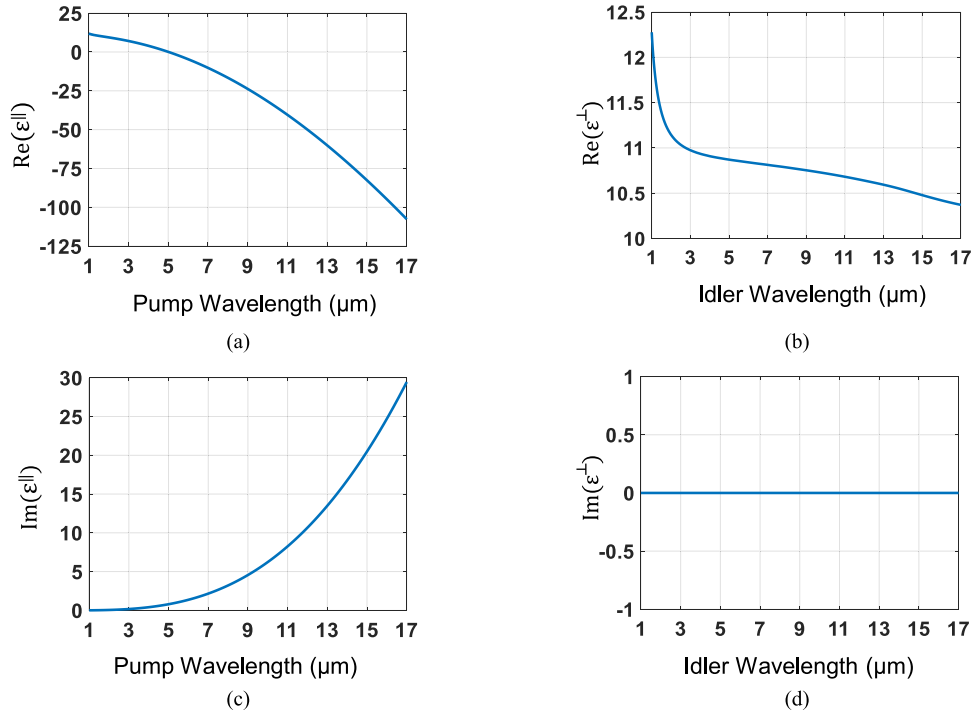 25
0
-25
-50
-75
-100
-125
Re(ε||)
1 3 5 7 9 11 13 15 17
Pump Wavelength (μm)
(a)
12.5
12
11.5
11
10.5
10
Re(ε⊥)
1 3 5 7 9 11 13 15 17
Idler Wavelength (μm)
(b)
30
25
20
15
10
5
0
Im(ε||)
1 3 5 7 9 11 13 15 17
Pump Wavelength (μm)
(c)
1
0.5
0
-0.5
-1
Im(ε⊥)
1 3 5 7 9 11 13 15 17
Idler Wavelength (μm)
(d)